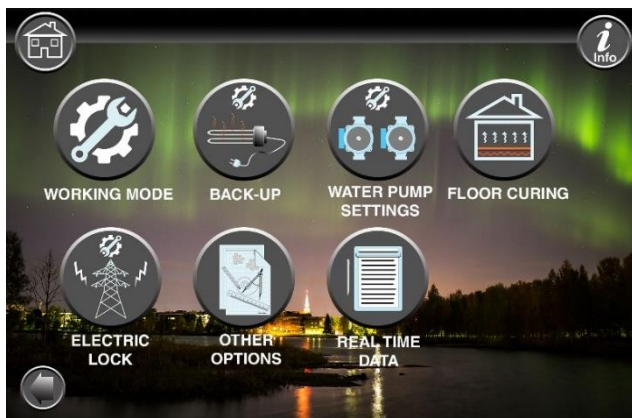 i
Info
WORKING MODE
BACK-UP
WATER PUMP
SETTINGS
FLOOR CURING
ELECTRIC
LOCK
OTHER
OPTIONS
REAL TIME
DATA